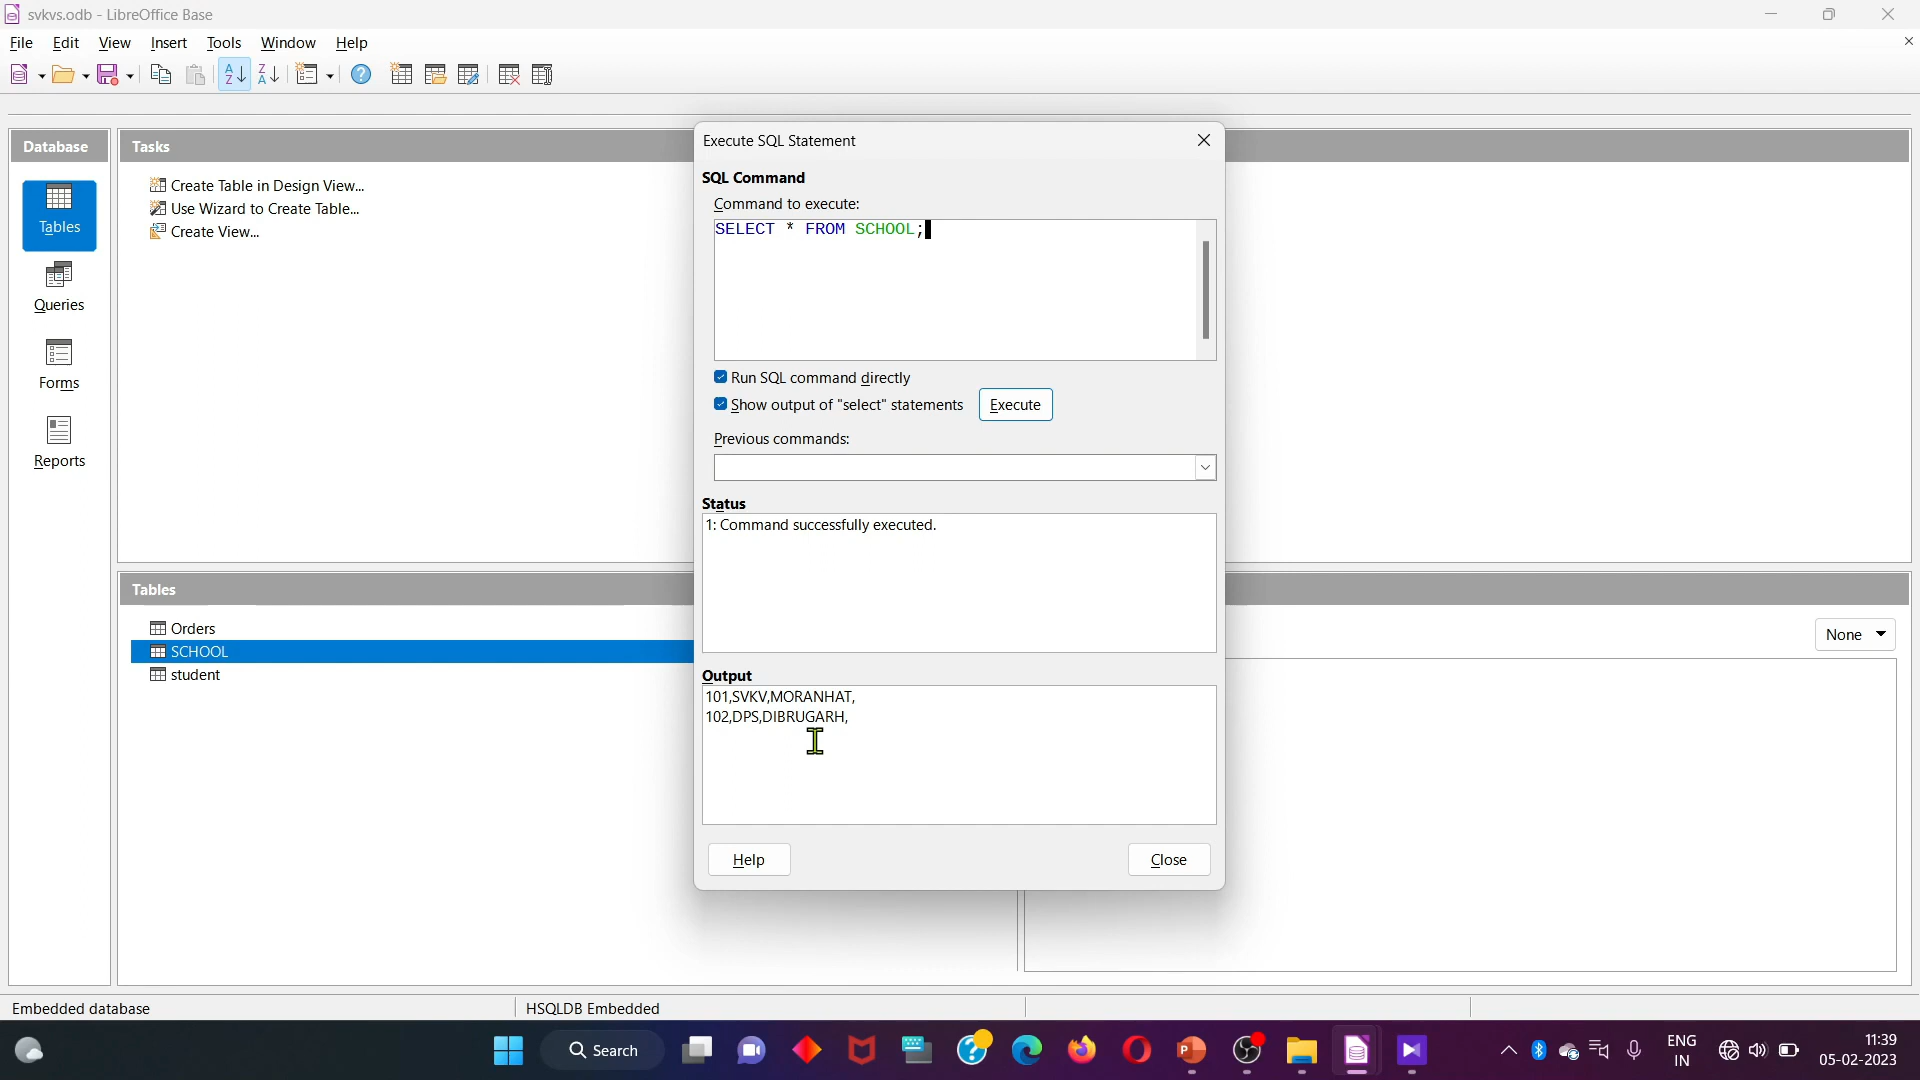 svkvs.odb - LibreOffice Base
File Edit View Insert Tools Window Help
Database
Tables
Queries
Forms
Reports
Tasks
Create Table in Design View...
Use Wizard to Create Table...
Create View...
Tables
Orders
SCHOOL
student
Execute SQL Statement
SQL Command
Command to execute:
SELECT * FROM SCHOOL;
Run SQL command directly
Show output of "select" statements Execute
Previous commands:
Status
1: Command successfully executed.
Output
101,SVKV,MORANHAT,
102,DPS,DIBRUGARH,
Help Close
None
Embedded database HSQLDB Embedded
Search
ENG
IN
11:39
05-02-2023